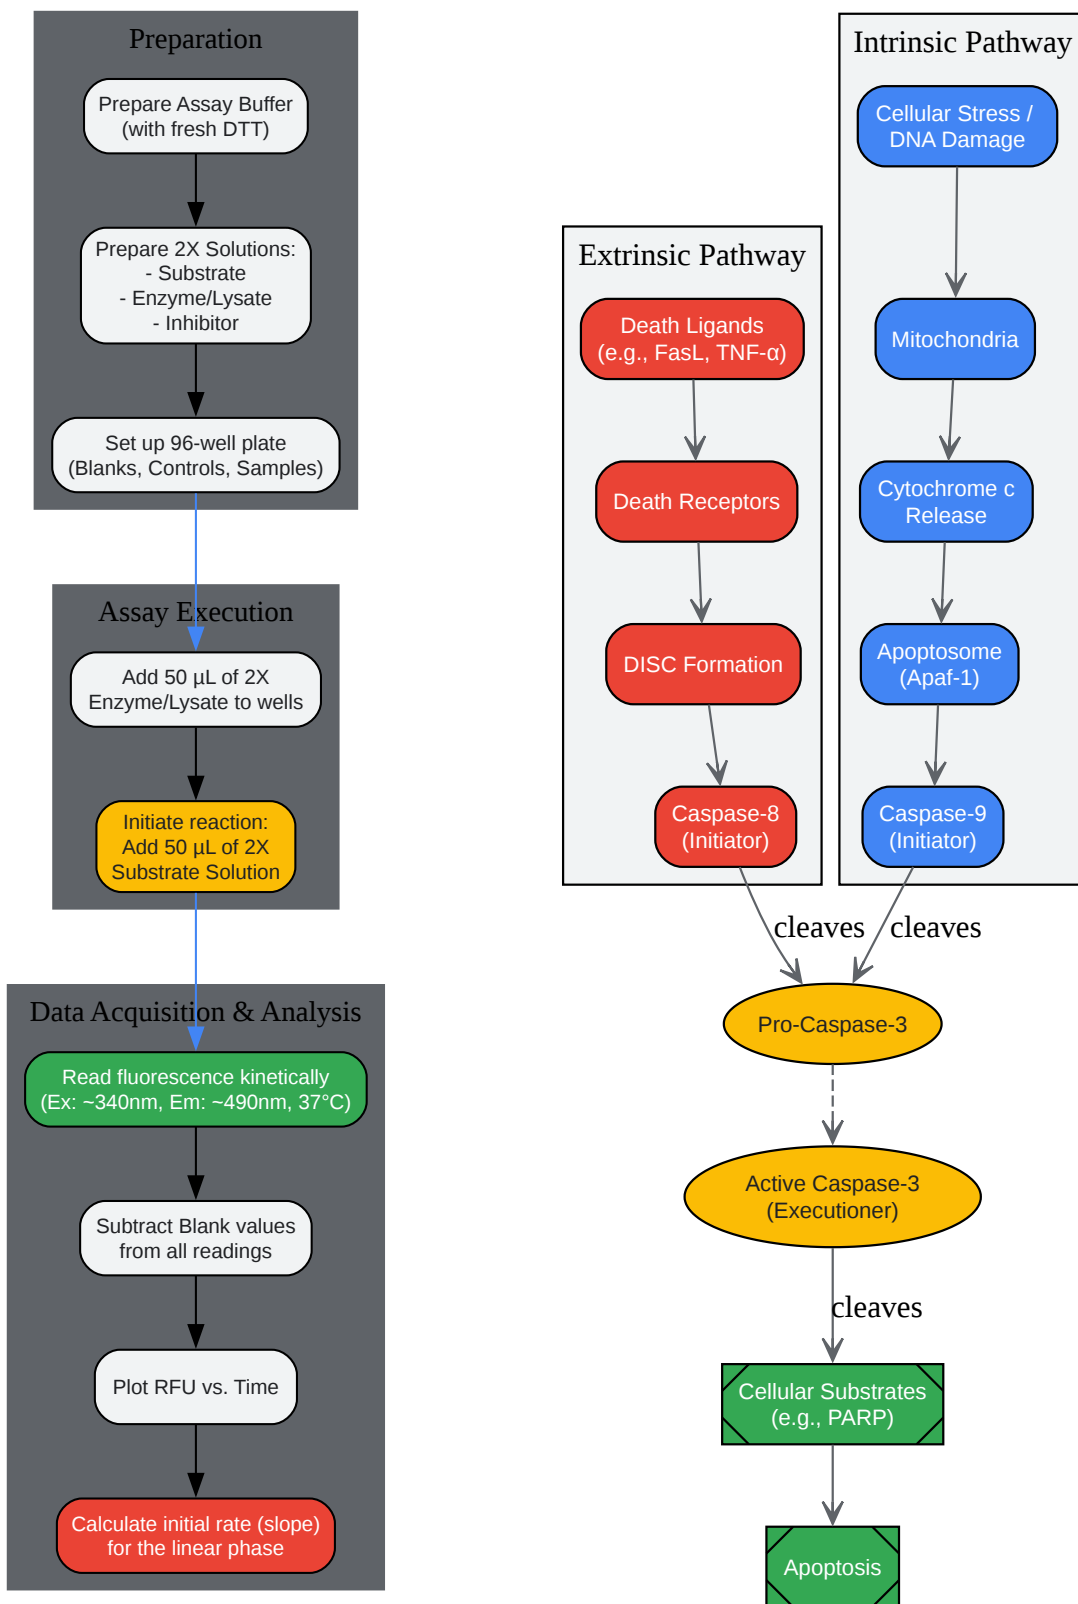 Preparation
Prepare Assay Buffer
(with fresh DTT)
Prepare 2X Solutions:
- Substrate
- Enzyme/Lysate
- Inhibitor
Set up 96-well plate
(Blanks, Controls, Samples)
Assay Execution
Add 50 µL of 2X
Enzyme/Lysate to wells
Initiate reaction:
Add 50 µL of 2X
Substrate Solution
Data Acquisition & Analysis
Read fluorescence kinetically
(Ex: ~340nm, Em: ~490nm, 37°C)
Subtract Blank values
from all readings
Plot RFU vs. Time
Calculate initial rate (slope)
for the linear phase
Extrinsic Pathway
Death Ligands
(e.g., FasL, TNF-α)
Death Receptors
DISC Formation
Caspase-8
(Initiator)
Intrinsic Pathway
Cellular Stress /
DNA Damage
Mitochondria
Cytochrome c
Release
Apoptosome
(Apaf-1)
Caspase-9
(Initiator)
cleaves
cleaves
Pro-Caspase-3
Active Caspase-3
(Executioner)
cleaves
Cellular Substrates
(e.g., PARP)
Apoptosis